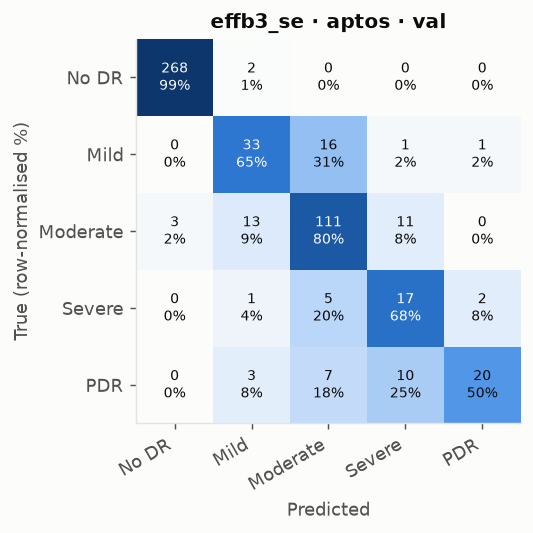 effb3_se · aptos · val
True (row-normalised %)
No DR
268 2 0 0 0
99% 1% 0% 0% 0%
Mild
0 33 16 1 1
0% 65% 31% 2% 2%
Moderate
3 13 111 11 0
2% 9% 80% 8% 0%
Severe
0 1 5 17 2
0% 4% 20% 68% 8%
PDR
0 3 7 10 20
0% 8% 18% 25% 50%
No DR Mild Moderate Severe PDR
Predicted